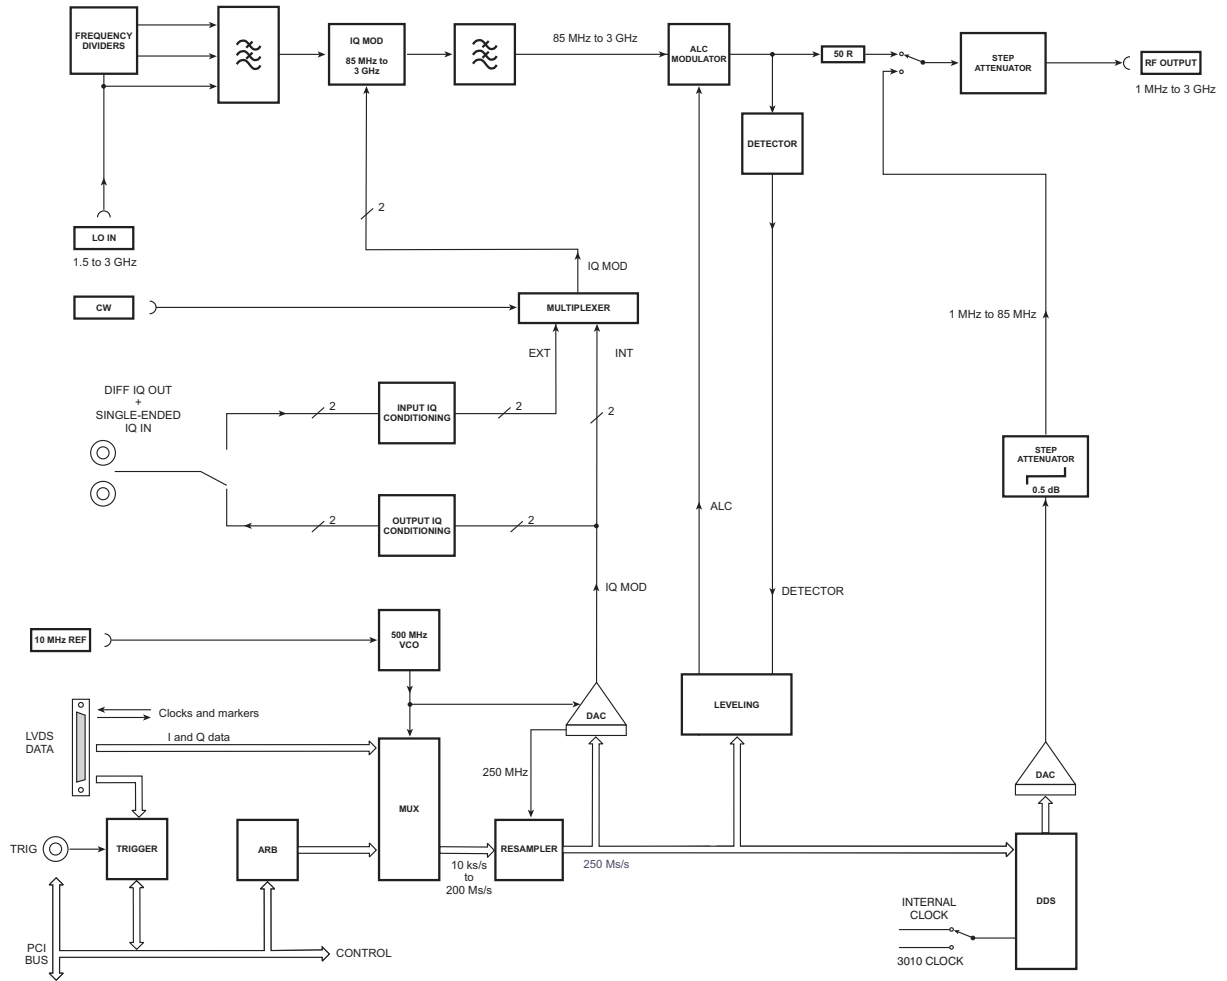 FREQUENCY
DIVIDERS
IQ MOD
85 MHz to
3 GHz
85 MHz to 3 GHz
ALC
MODULATOR
50 R
STEP
ATTENUATOR
RF OUTPUT
1 MHz to 3 GHz
DETECTOR
2
LO IN
1.5 to 3 GHz
IQ MOD
CW
MULTIPLEXER
1 MHz to 85 MHz
EXT
INT
DIFF IQ OUT
+
SINGLE-ENDED
IQ IN
2
INPUT IQ
CONDITIONING
2
2
STEP
ATTENUATOR
0.5 dB
2
OUTPUT IQ
CONDITIONING
2
ALC
IQ MOD
DETECTOR
10 MHz REF
500 MHz
VCO
LVDS
DATA
Clocks and markers
I and Q data
DAC
LEVELING
250 MHz
DAC
MUX
TRIG
TRIGGER
ARB
RESAMPLER
10 ks/s
to
200 Ms/s
250 Ms/s
DDS
INTERNAL
CLOCK
3010 CLOCK
PCI
BUS
CONTROL